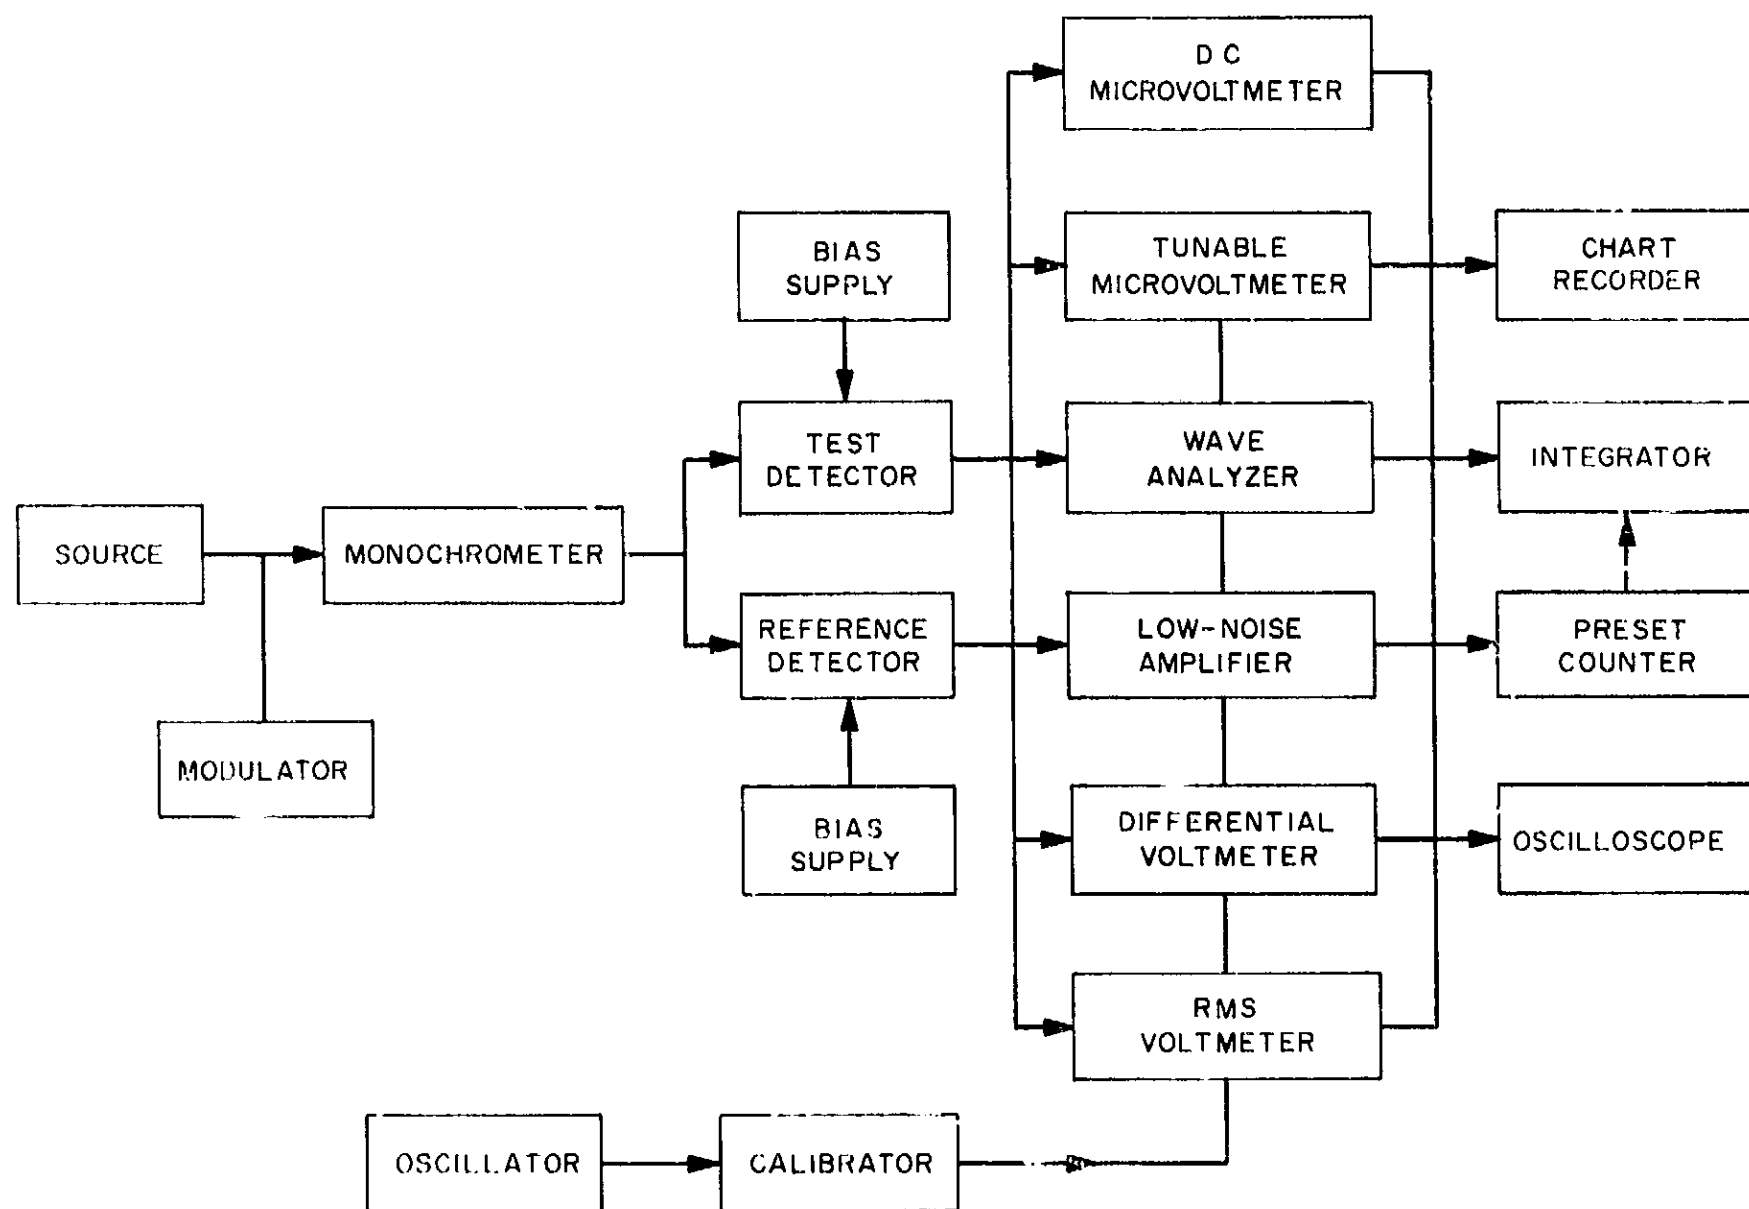 D C
MICROVOLTMETER
BIAS
SUPPLY
TUNABLE
MICROVOLTMETER
CHART
RECORDER
TEST
DETECTOR
WAVE
ANALYZER
INTEGRATOR
SOURCE
MONOCHROMETER
REFERENCE
DETECTOR
LOW-NOISE
AMPLIFIER
PRESET
COUNTER
MODULATOR
BIAS
SUPPLY
DIFFERENTIAL
VOLTMETER
OSCILLOSCOPE
RMS
VOLTMETER
OSCILLATOR
CALIBRATOR